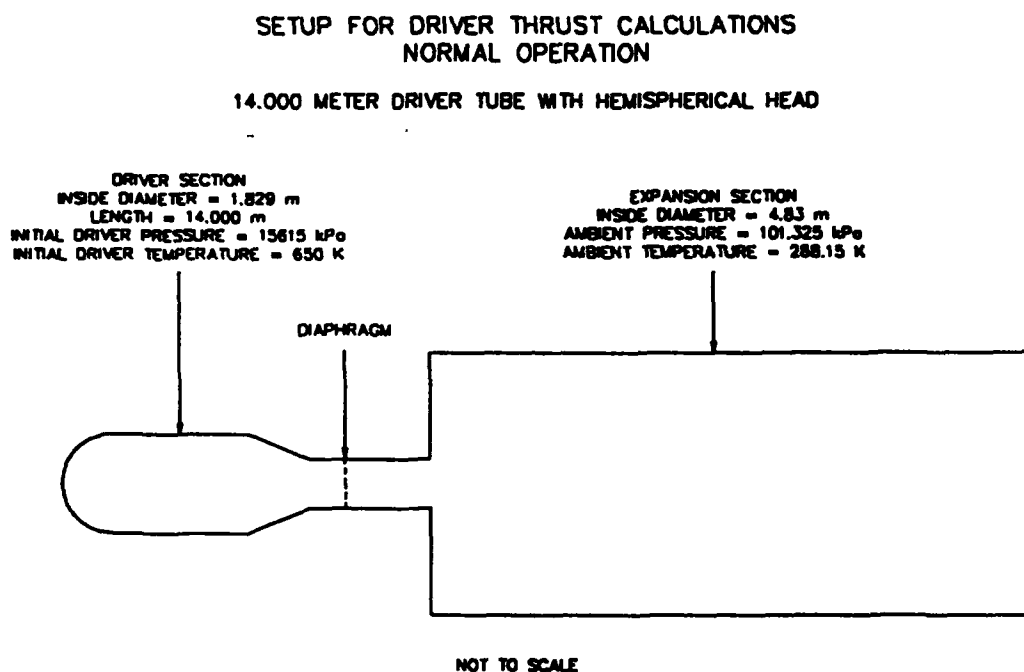 SETUP FOR DRIVER THRUST CALCULATIONS
NORMAL OPERATION
14.000 METER DRIVER TUBE WITH HEMISPHERICAL HEAD
DRIVER SECTION
INSIDE DIAMETER = 1.829 m
LENGTH = 14.000 m
INITIAL DRIVER PRESSURE = 15615 kPa
INITIAL DRIVER TEMPERATURE = 650 K
EXPANSION SECTION
INSIDE DIAMETER = 4.83 m
AMBIENT PRESSURE = 101.325 kPa
AMBIENT TEMPERATURE = 288.15 K
DIAPHRAGM
NOT TO SCALE